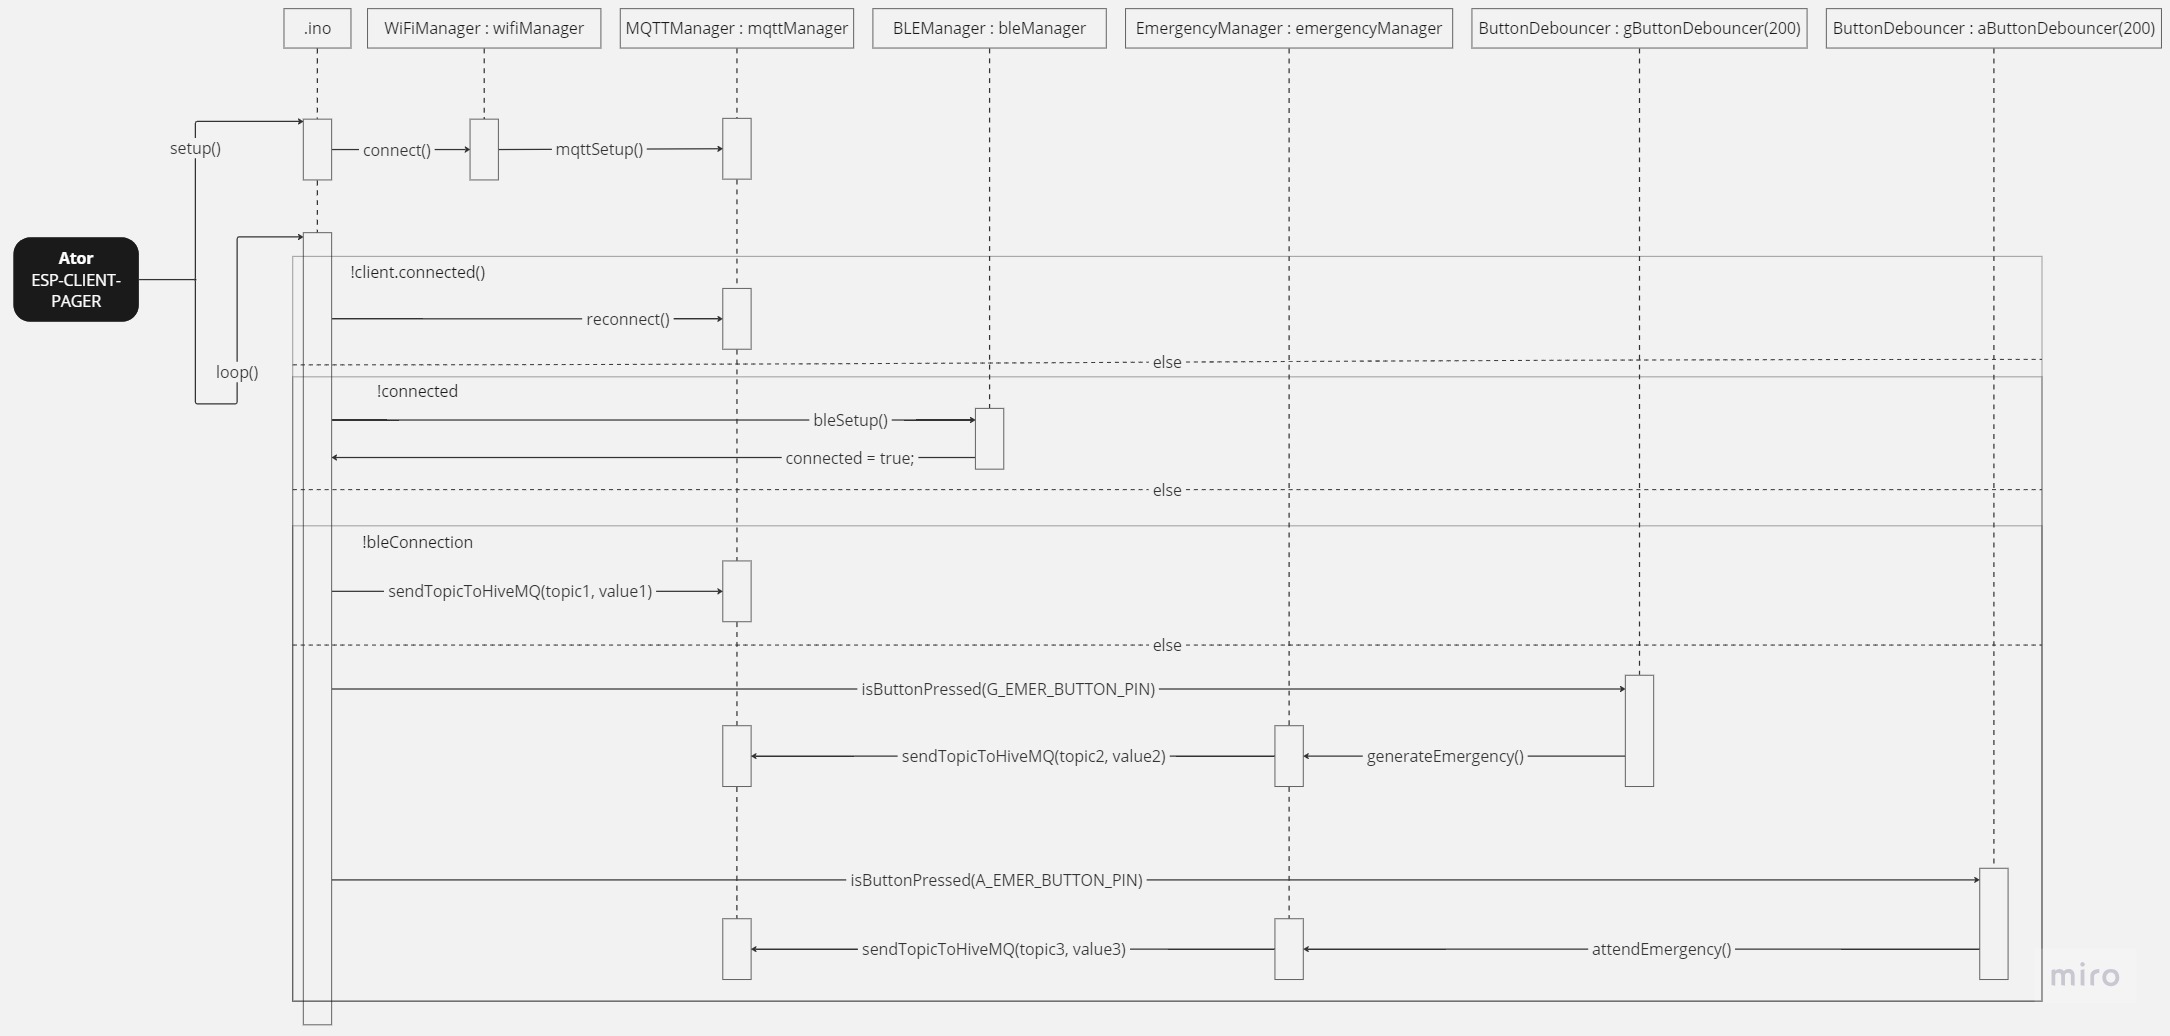 .ino
WiFiManager : wifiManager
MQTTManager : mqttManager
BLEManager : bleManager
EmergencyManager : emergencyManager
ButtonDebouncer : gButtonDebouncer(200)
ButtonDebouncer : aButtonDebouncer(200)
setup()
connect()
mqttSetup()
Ator
ESP-CLIENT-
PAGER
!client.connected()
reconnect()
else
loop()
!connected
bleSetup()
connected = true;
else
!bleConnection
sendTopicToHiveMQ(topic1, value1)
else
isButtonPressed(G_EMER_BUTTON_PIN)
sendTopicToHiveMQ(topic2, value2)
generateEmergency()
isButtonPressed(A_EMER_BUTTON_PIN)
sendTopicToHiveMQ(topic3, value3)
attendEmergency()
miro